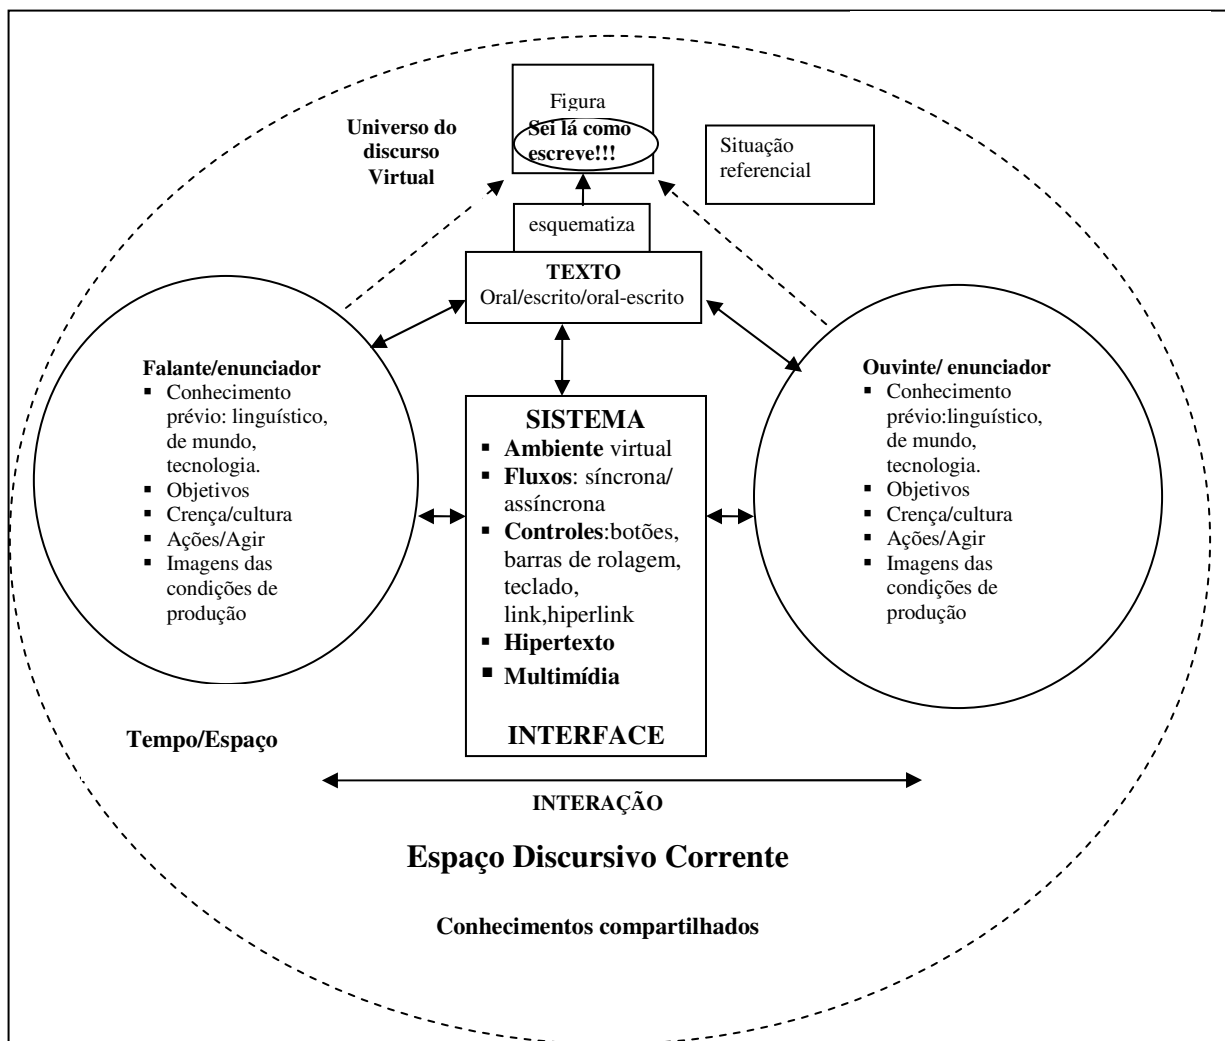 Figura
Sei lá como
escreve!!!
Universo do
discurso
Virtual
Situação
referencial
esquematiza
TEXTO
Oral/escrito/oral-escrito
Falante/enunciador
▪ Conhecimento
prévio: linguístico,
de mundo,
tecnologia.
▪ Objetivos
▪ Crença/cultura
▪ Ações/Agir
▪ Imagens das
condições de
produção
SISTEMA
▪ Ambiente virtual
▪ Fluxos: síncrona/
assíncrona
▪ Controles:botões,
barras de rolagem,
teclado,
link,hiperlink
▪ Hipertexto
▪ Multimídia
INTERFACE
Ouvinte/ enunciador
▪ Conhecimento
prévio:linguístico,
de mundo,
tecnologia.
▪ Objetivos
▪ Crença/cultura
▪ Ações/Agir
▪ Imagens das
condições de
produção
Tempo/Espaço
INTERAÇÃO
Espaço Discursivo Corrente
Conhecimentos compartilhados